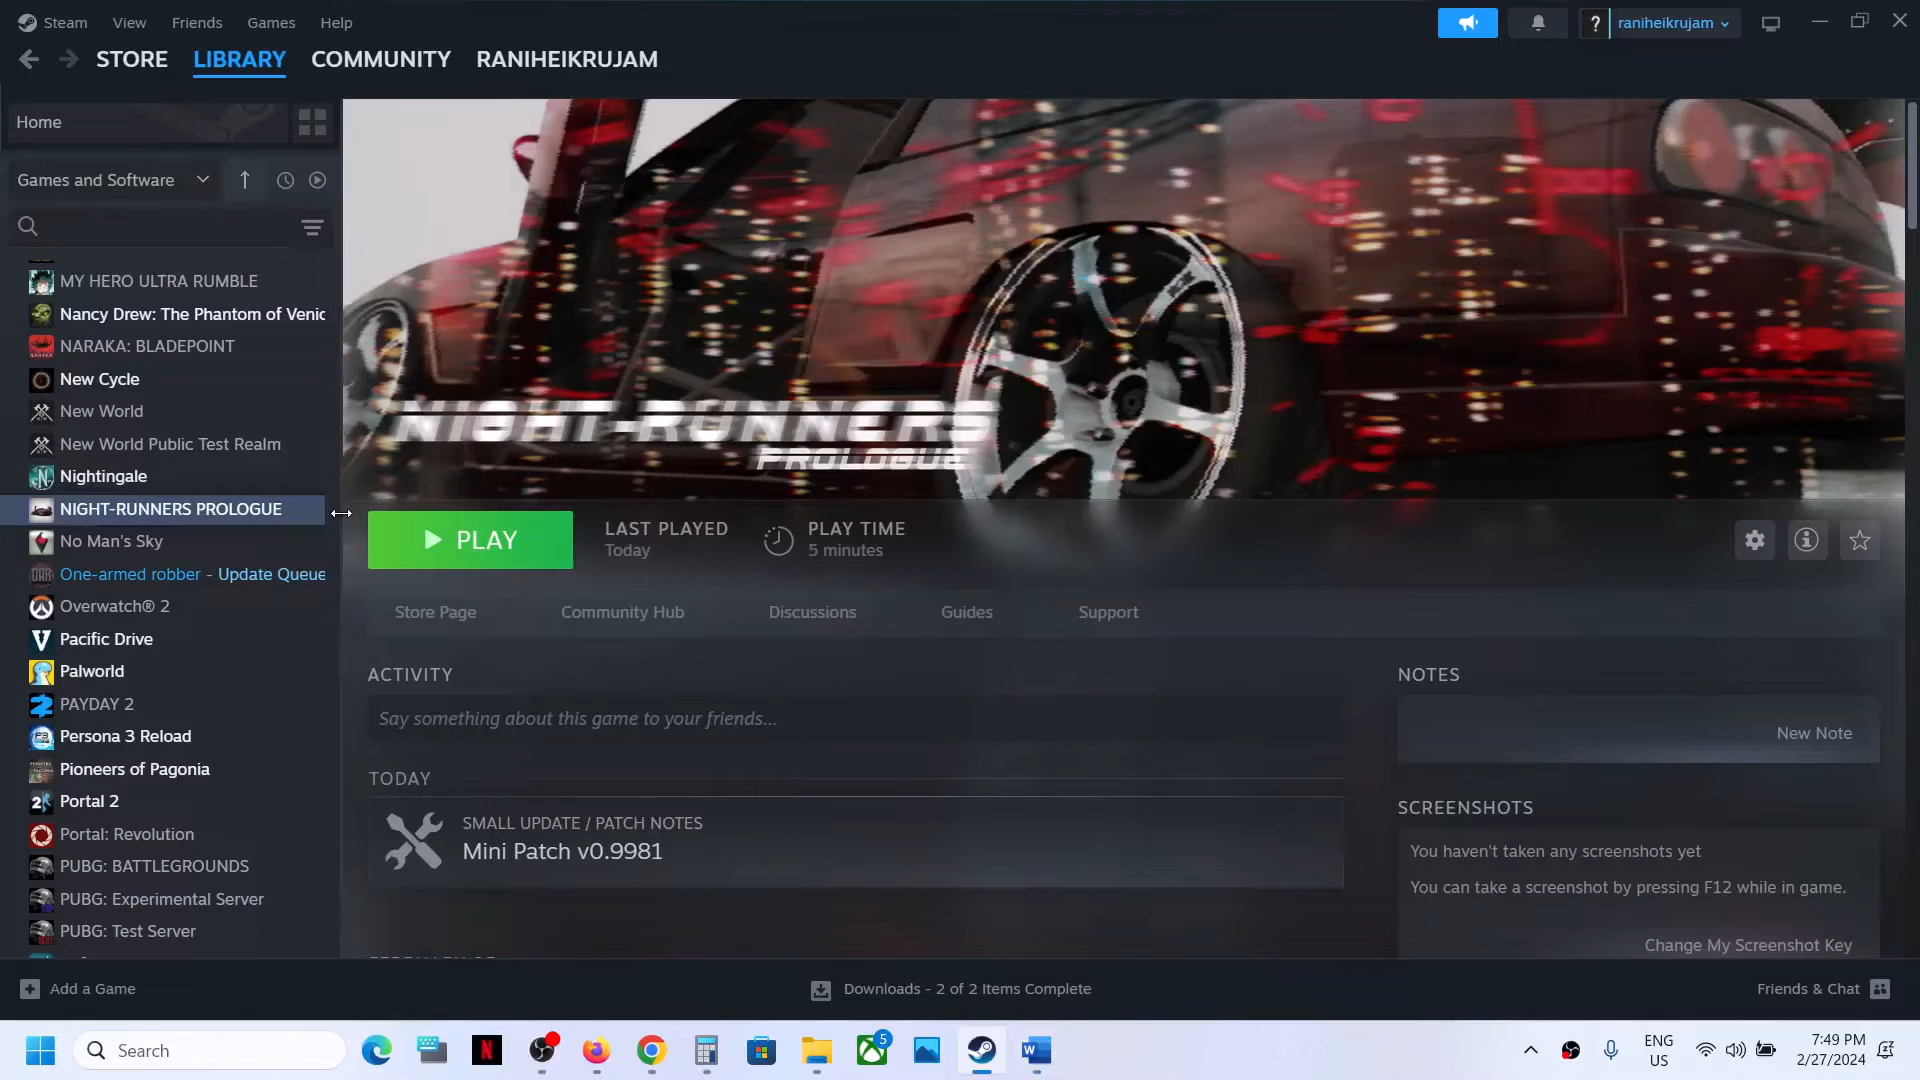 Steam View Friends Games Help
? raniheikrujam
STORE LIBRARY COMMUNITY RANIHEIKRUJAM
Home
Games and Software
MY HERO ULTRA RUMBLE
Nancy Drew: The Phantom of Venic
NARAKA: BLADEPOINT
New Cycle
New World
New World Public Test Realm
Nightingale
NIGHT-RUNNERS PROLOGUE
No Man's Sky
One-armed robber - Update Queue
Overwatch® 2
Pacific Drive
Palworld
PAYDAY 2
Persona 3 Reload
Pioneers of Pagonia
Portal 2
Portal: Revolution
PUBG: BATTLEGROUNDS
PUBG: Experimental Server
PUBG: Test Server
NIGHT-RUNNERS
PROLOGUE
PLAY
LAST PLAYED
Today
PLAY TIME
5 minutes
Store Page Community Hub Discussions Guides Support
ACTIVITY
Say something about this game to your friends...
TODAY
SMALL UPDATE / PATCH NOTES
Mini Patch v0.9981
NOTES
New Note
SCREENSHOTS
You haven't taken any screenshots yet
You can take a screenshot by pressing F12 while in game.
Change My Screenshot Key
Add a Game
Downloads - 2 of 2 Items Complete
Friends & Chat
Search
5
ENG
US
7:49 PM
2/27/2024